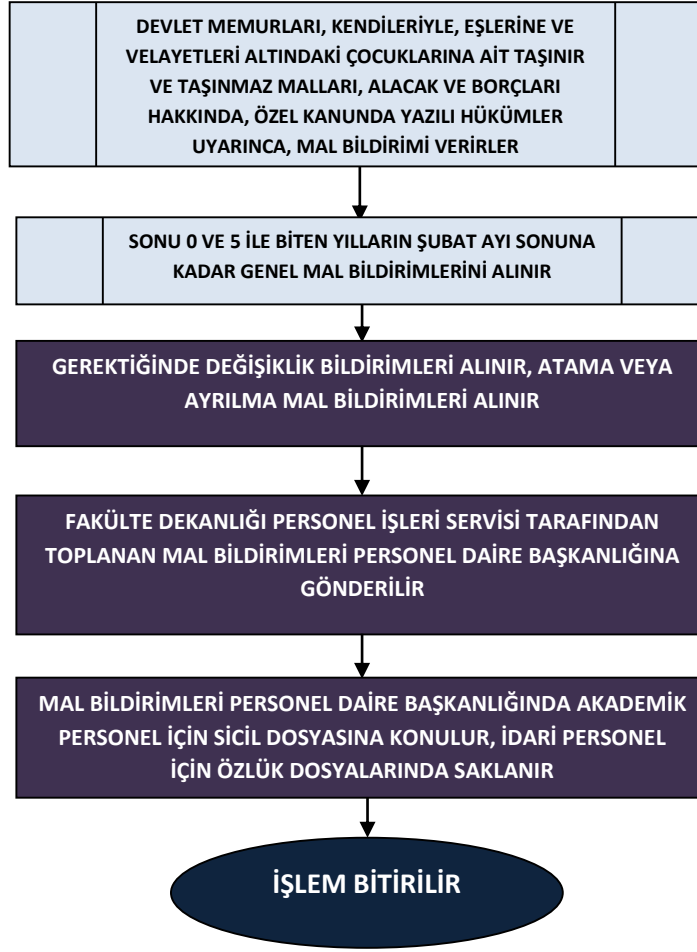 DEVLET MEMURLARI, KENDİLERİYLE, EŞLERİNE VE
VELAYETLERİ ALTINDAKİ ÇOCUKLARINA AİT TAŞINIR
VE TAŞINMAZ MALLARI, ALACAK VE BORÇLARI
HAKKINDA, ÖZEL KANUNDA YAZILI HÜKÜMLER
UYARINCA, MAL BİLDİRİMİ VERİRLER
SONU 0 VE 5 İLE BİTEN YILLARIN ŞUBAT AYI SONUNA
KADAR GENEL MAL BİLDİRİMLERİNİ ALINIR
GEREKTİĞİNDE DEĞİŞİKLİK BİLDİRİMLERİ ALINIR, ATAMA VEYA
AYRILMA MAL BİLDİRİMLERİ ALINIR
FAKÜLTE DEKANLIĞI PERSONEL İŞLERİ SERVİSİ TARAFINDAN
TOPLANAN MAL BİLDİRİMLERİ PERSONEL DAİRE BAŞKANLIĞINA
GÖNDERİLİR
MAL BİLDİRİMLERİ PERSONEL DAİRE BAŞKANLIĞINDA AKADEMİK
PERSONEL İÇİN SİCİL DOSYASINA KONULUR, İDARİ PERSONEL
İÇİN ÖZLÜK DOSYALARINDA SAKLANIR
İŞLEM BİTİRİLİR